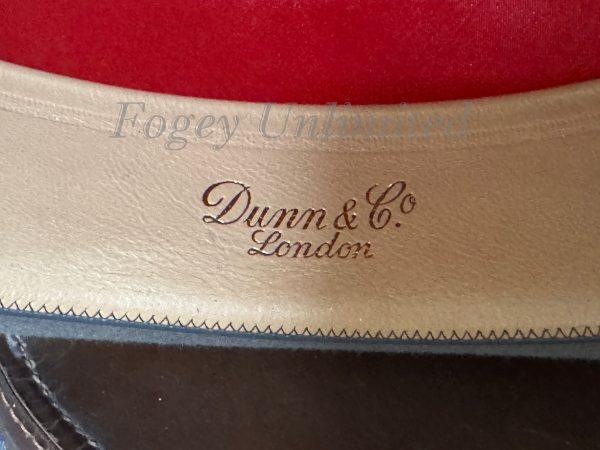 Fogey Unlimited
Dunn & Co.
London